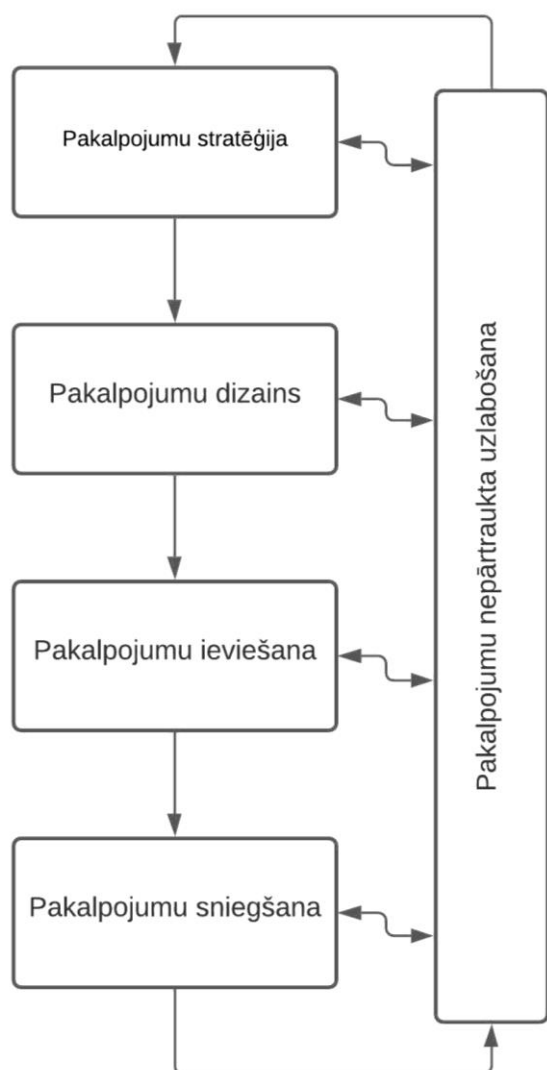 Pakalpojumu stratēģija
Pakalpojumu dizains
Pakalpojumu ieviešana
Pakalpojumu sniegšana
Pakalpojumu nepārtraukta uzlabošana